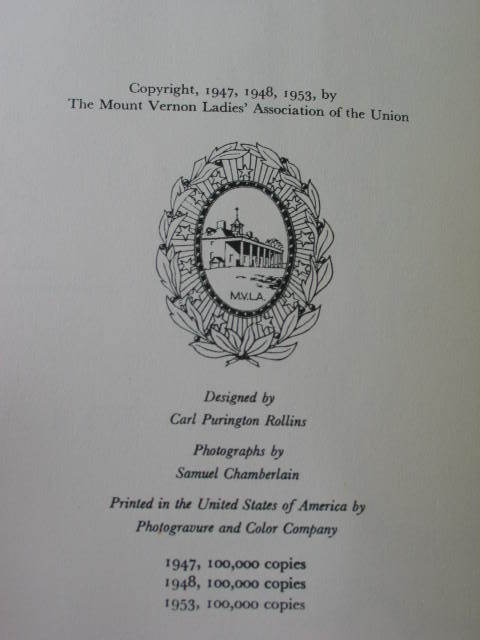 Copyright, 1947, 1948, 1953, by
The Mount Vernon Ladies' Association of the Union
M.V.L.A.
Designed by
Carl Purington Rollins
Photographs by
Samuel Chamberlain
Printed in the United States of America by
Photogravure and Color Company
1947, 100,000 copies
1948, 100,000 copies
1953, 100,000 copies